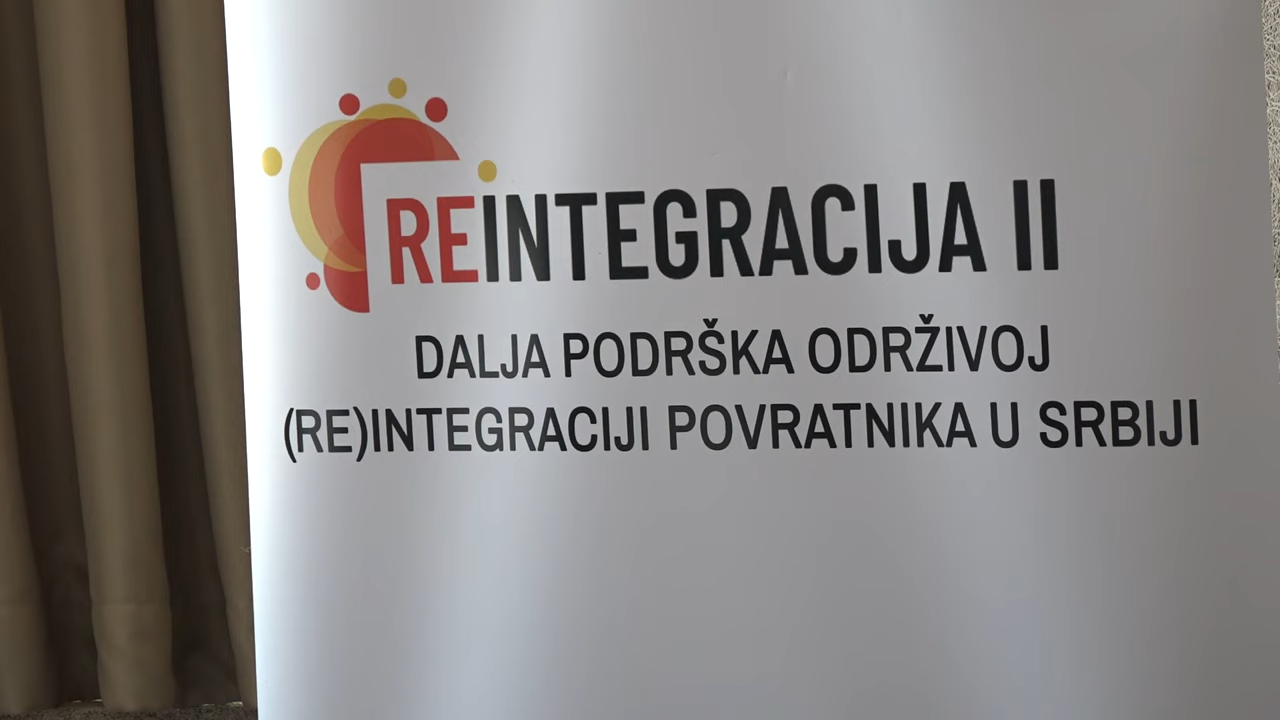 REINTEGRACIJA II
DALJA PODRŠKA ODRŽIVOJ
(RE)INTEGRACIJI POVRATNIKA U SRBIJI